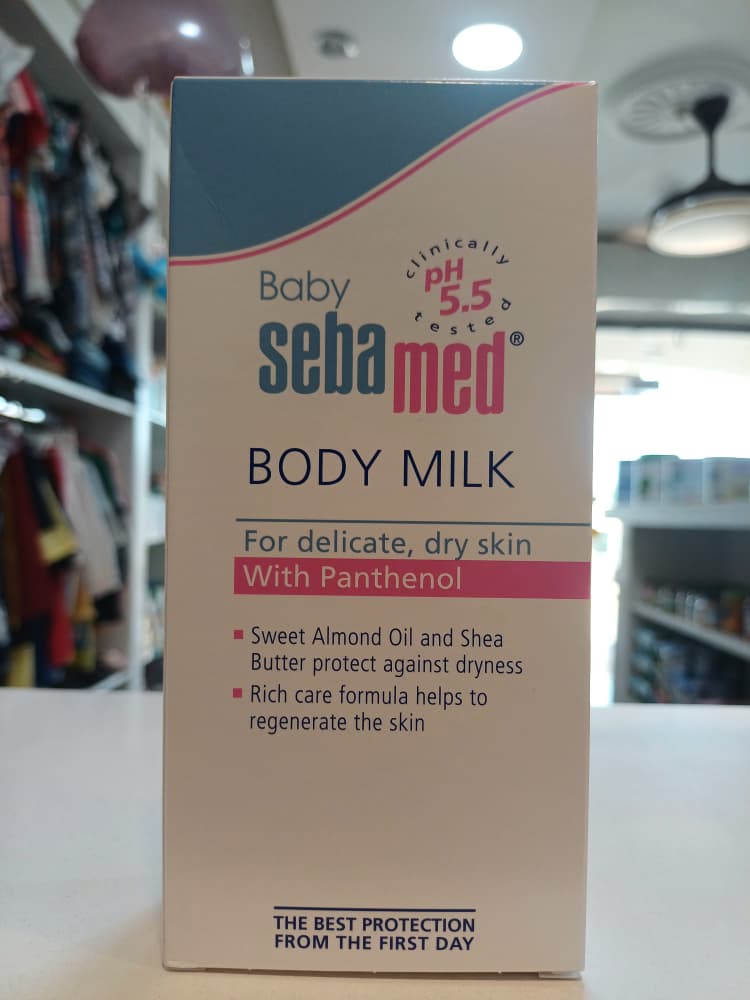 Baby
clinically
pH
5.5
tested
sebamed®
BODY MILK
For delicate, dry skin
With Panthenol
▪ Sweet Almond Oil and Shea
Butter protect against dryness
▪ Rich care formula helps to
regenerate the skin
THE BEST PROTECTION
FROM THE FIRST DAY